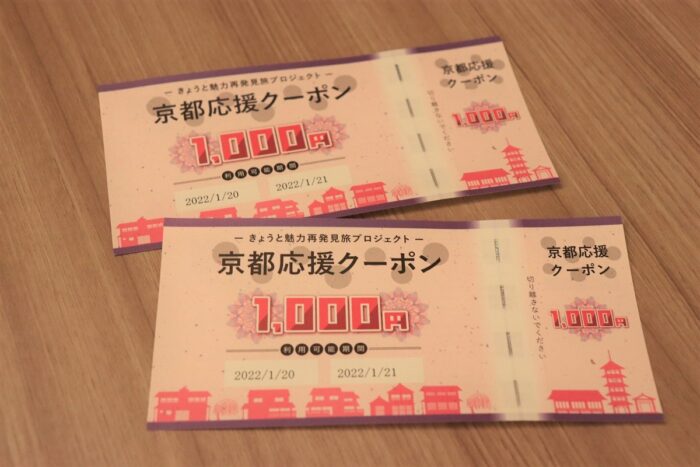 ― きょうと魅力再発見旅プロジェクト ―
京都応援クーポン
1,000円
利用可能期間
2022/1/20 2022/1/21
切り離さないでください
京都応援
クーポン
1,000円
― きょうと魅力再発見旅プロジェクト ―
京都応援クーポン
1,000円
利用可能期間
2022/1/20 2022/1/21
切り離さないでください
京都応援
クーポン
1,000円